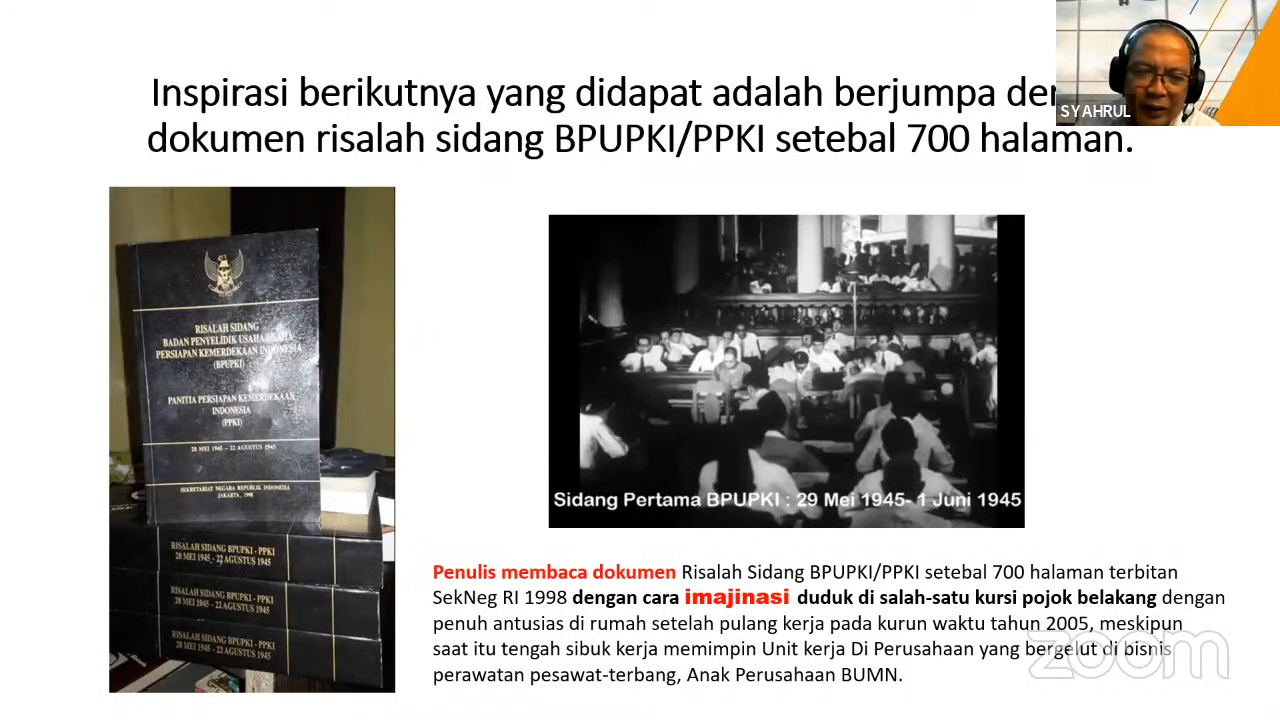 Inspirasi berikutnya yang didapat adalah berjumpa
dokumen risalah sidang BPUPKI/PPKI setebal 700 halaman.
SYAHRUL
RISALAH SIDANG
BADAN PENYELIDIK USAHA-USAHA
PERSIAPAN KEMERDEKAAN INDONESIA
(BPUPKI)
PANITIA PERSIAPAN KEMERDEKAAN
INDONESIA
(PPKI)
28 MEI 1945 – 22 AGUSTUS 1945
SEKRETARIAT NEGARA REPUBLIK INDONESIA
JAKARTA, 1998
RISALAH SIDANG BPUPKI - PPKI
28 MEI 1945 - 22 AGUSTUS 1945
RISALAH SIDANG BPUPKI - PPKI
28 MEI 1945 - 22 AGUSTUS 1945
RISALAH SIDANG BPUPKI - PPKI
28 MEI 1945 - 22 AGUSTUS 1945
Sidang Pertama BPUPKI : 29 Mei 1945- 1 Juni 1945
Penulis membaca dokumen Risalah Sidang BPUPKI/PPKI setebal 700 halaman terbitan
SekNeg RI 1998 dengan cara imajinasi duduk di salah-satu kursi pojok belakang dengan
penuh antusias di rumah setelah pulang kerja pada kurun waktu tahun 2005, meskipun
saat itu tengah sibuk kerja memimpin Unit kerja Di Perusahaan yang bergelut di bisnis
perawatan pesawat-terbang, Anak Perusahaan BUMN.
zoom